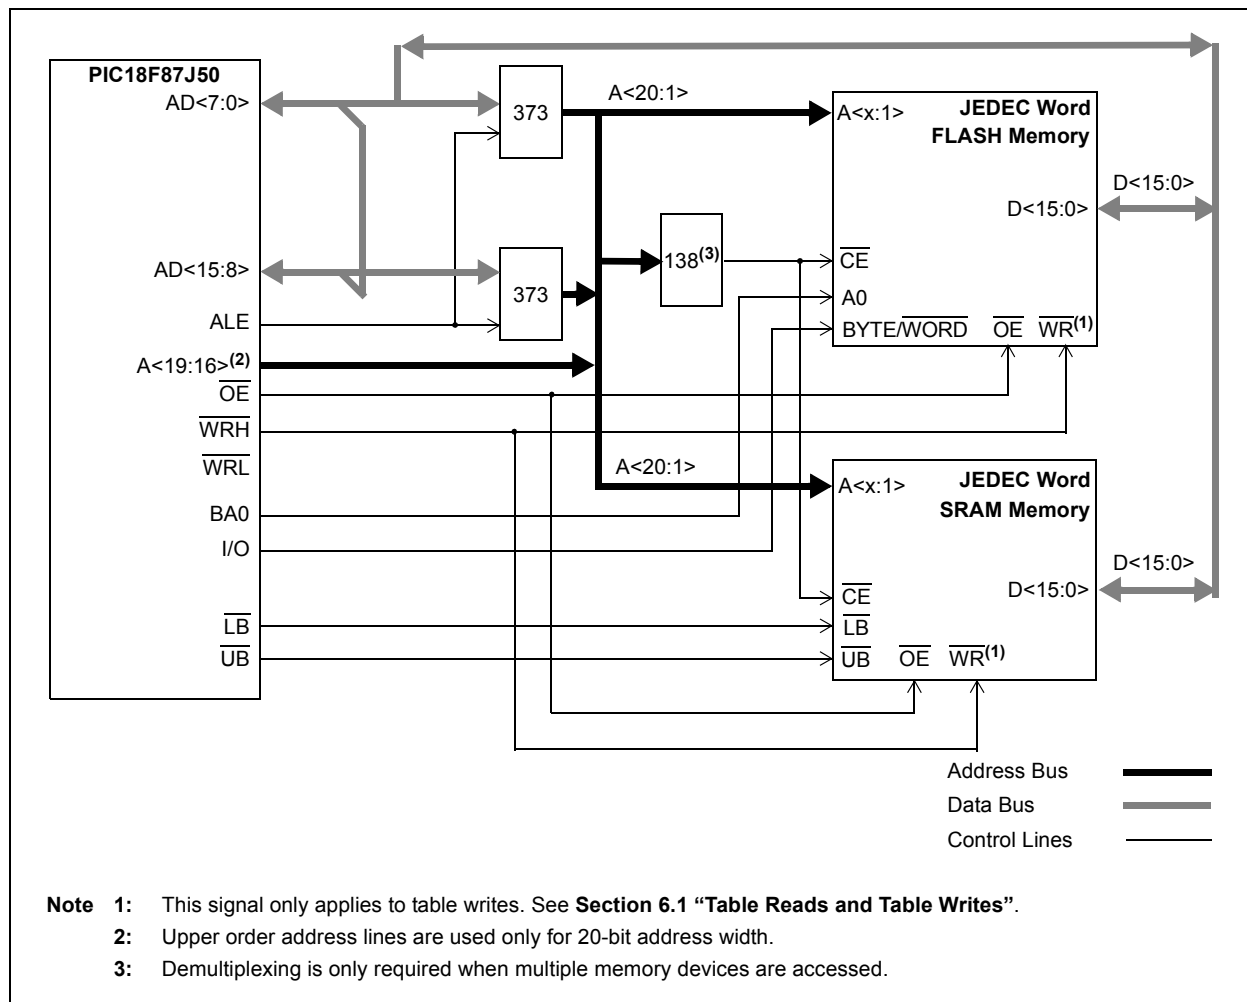 PIC18F87J50
AD<7:0>
AD<15:8>
ALE
A<19:16>(2)
OE
WRH
WRL
BA0
I/O
LB
UB
373
373
138(3)
A<20:1>
A<20:1>
A<x:1>
JEDEC Word
FLASH Memory
D<15:0>
D<15:0>
CE
A0
BYTE/WORD OE WR(1)
A<x:1>
JEDEC Word
SRAM Memory
D<15:0>
D<15:0>
CE
LB
UB OE WR(1)
Address Bus
Data Bus
Control Lines
Note 1: This signal only applies to table writes. See Section 6.1 “Table Reads and Table Writes”.
2: Upper order address lines are used only for 20-bit address width.
3: Demultiplexing is only required when multiple memory devices are accessed.